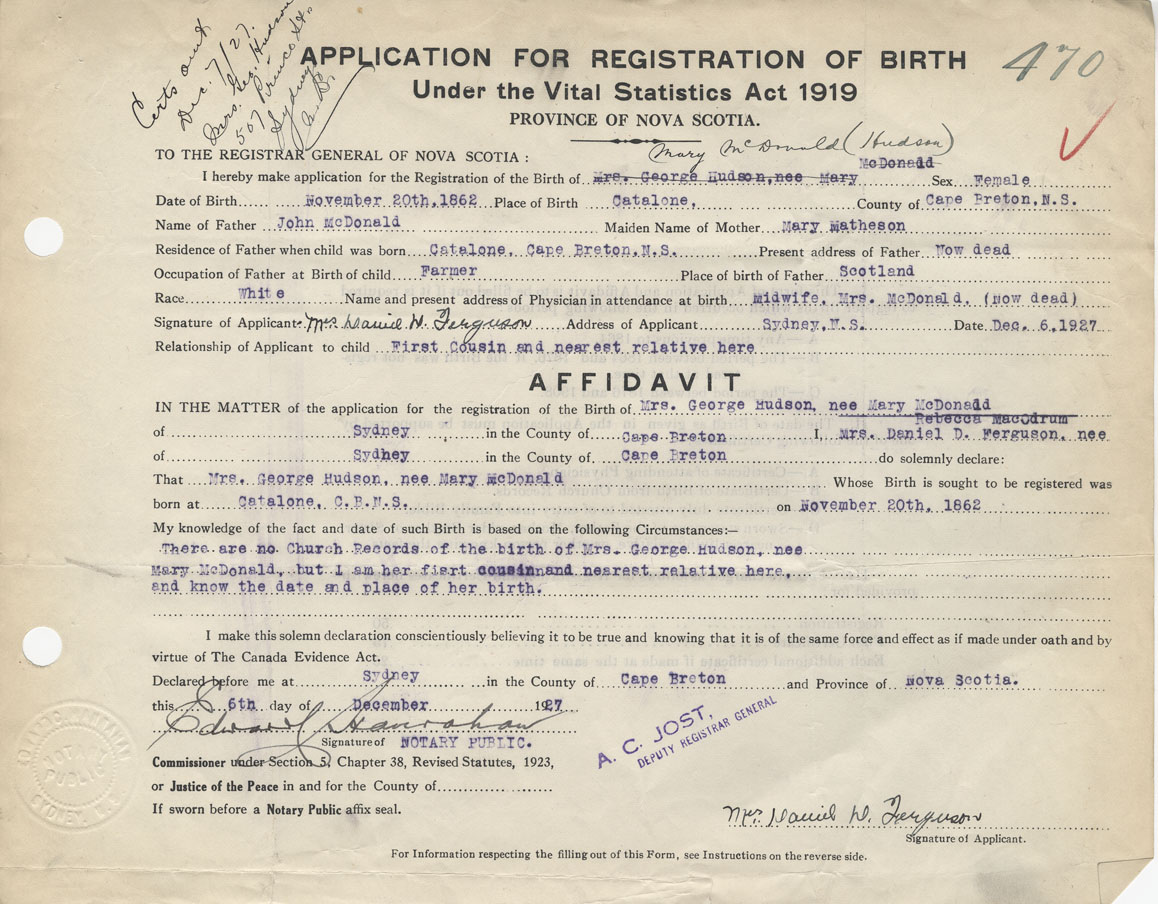 Certs out
Dec. 7/27.
Mrs. Geo. Hudson
507 Prince St.
Sydney
C. B.
470
APPLICATION FOR REGISTRATION OF BIRTH
Under the Vital Statistics Act 1919
PROVINCE OF NOVA SCOTIA.
Mary McDonald (Hudson)
TO THE REGISTRAR GENERAL OF NOVA SCOTIA :
McDonadd
I hereby make application for the Registration of the Birth of Mrs. George Hudson, nee Mary Sex Female
Date of Birth November 20th, 1862 Place of Birth Catalone, County of Cape Breton, N.S.
Name of Father John McDonald Maiden Name of Mother Mary Matheson
Residence of Father when child was born Catalone, Cape Breton, N.S. Present address of Father Now dead
Occupation of Father at Birth of child Farmer Place of birth of Father Scotland
Race White Name and present address of Physician in attendance at birth midwife, Mrs. McDonald, (now dead)
Signature of Applicant Mrs. Daniel D. Ferguson Address of Applicant Sydney, N.S. Date Dec. 6, 1927
Relationship of Applicant to child First Cousin and nearest relative here
AFFIDAVIT
IN THE MATTER of the application for the registration of the Birth of Mrs. George Hudson, nee Mary McDonadd
Rebecca MacOdrum
of Sydney in the County of Cape Breton I, Mrs. Daniel D. Ferguson, nee
of Sydhey in the County of Cape Breton do solemnly declare:
That Mrs. George Hudson, nee Mary mcDonald Whose Birth is sought to be registered was
born at Catalone, C.B.N.S. on November 20th, 1862
My knowledge of the fact and date of such Birth is based on the following Circumstances:—
There are no Church Records of the birth of Mrs. George Hudson, nee
Mary McDonald, but I am her fisrt cousin and nearest relative here,
and know the date and place of her birth.
I make this solemn declaration conscientiously believing it to be true and knowing that it is of the same force and effect as if made under oath and by
virtue of The Canada Evidence Act.
Declared before me at Sydney in the County of Cape Breton and Province of Nova Scotia.
this 6th day of December 1927
Edward J Hanrahan
Signature of NOTARY PUBLIC.
A. C. JOST,
DEPUTY REGISTRAR GENERAL
Commissioner under Section 5, Chapter 38, Revised Statutes, 1923,
or Justice of the Peace in and for the County of
If sworn before a Notary Public affix seal.
NOT.
PUBLIC
SYDNEY, N.S.
Mrs. Daniel D. Ferguson
Signature of Applicant.
For Information respecting the filling out of this Form, see Instructions on the reverse side.